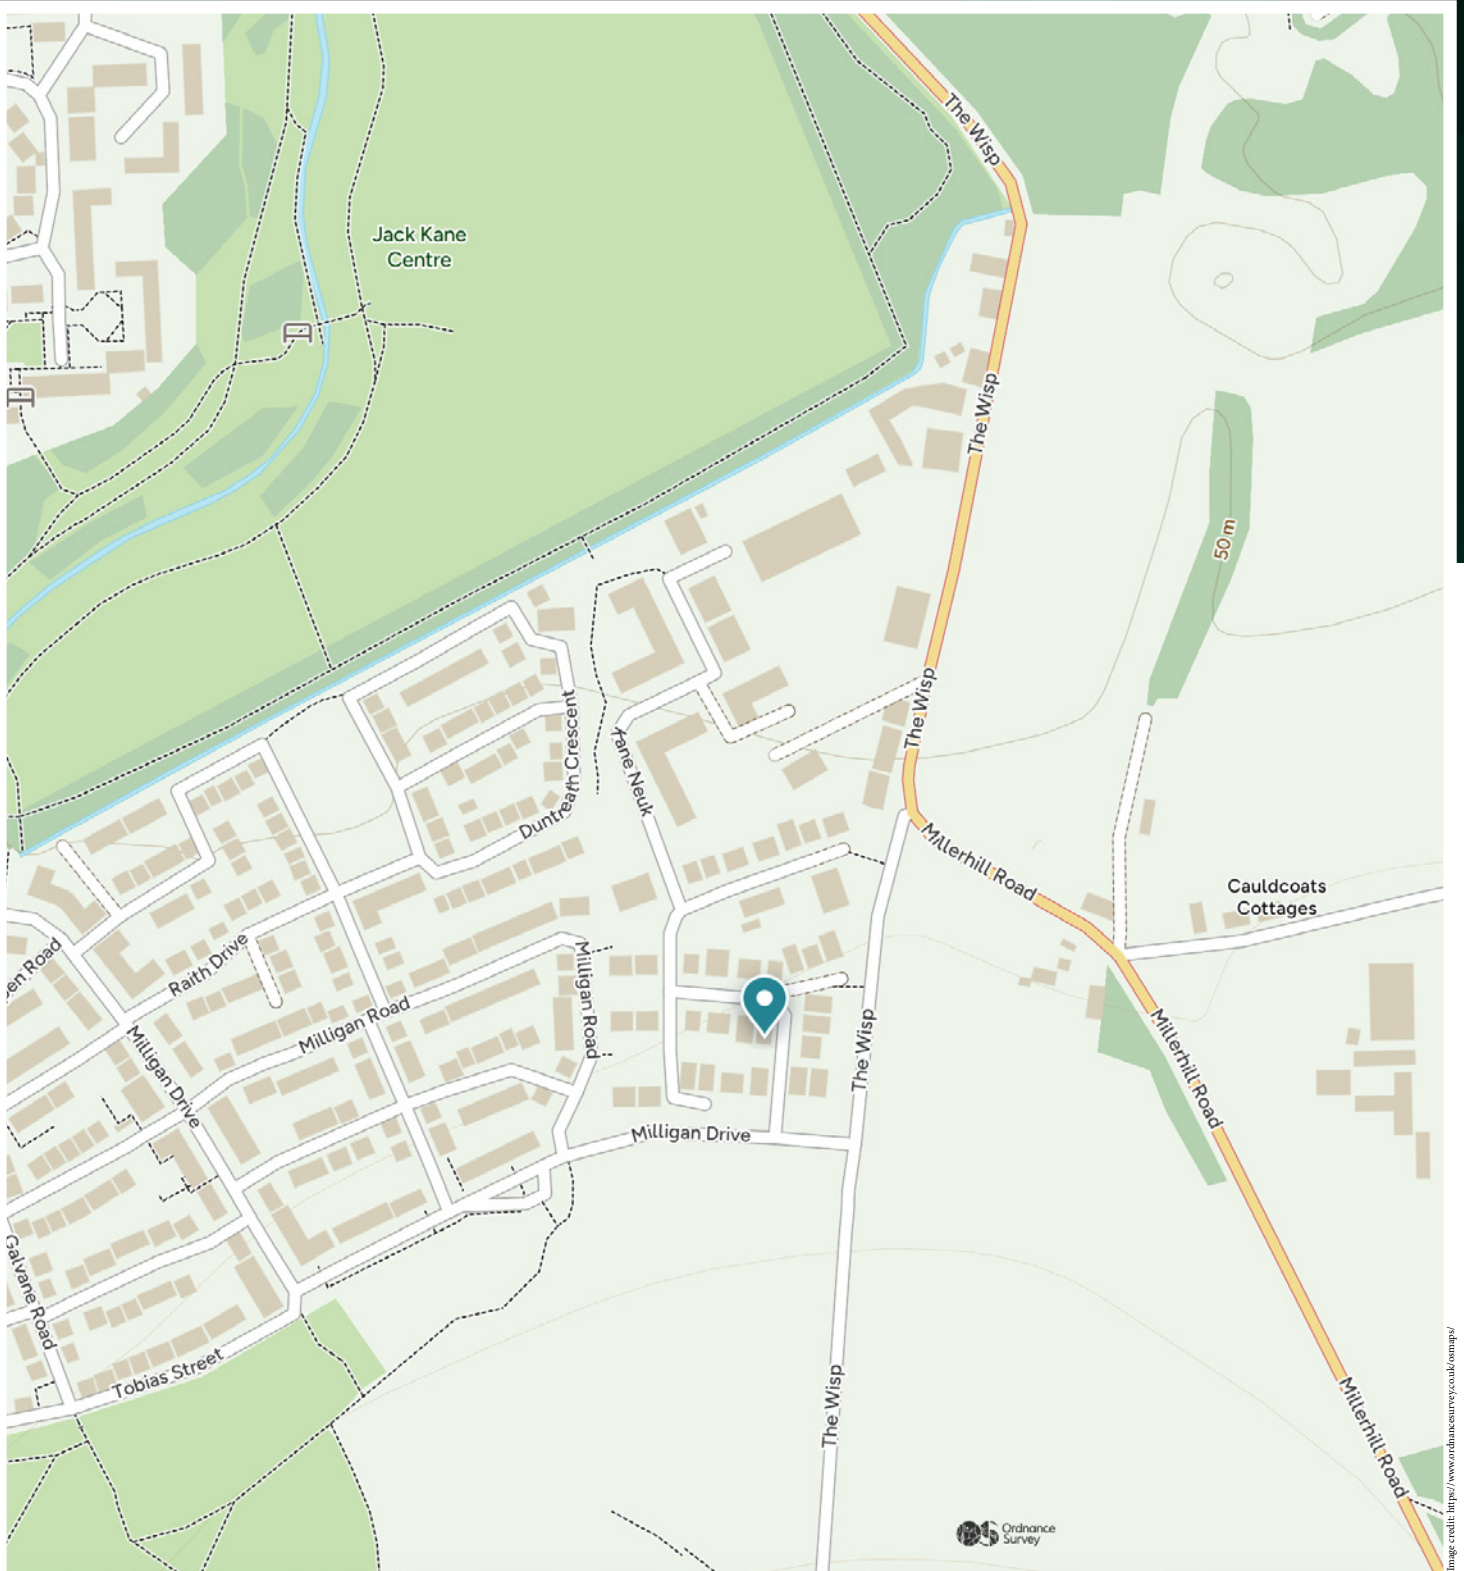 The Wisp
Jack Kane
Centre
The Wisp
50 m
The Wisp
Duntreath Crescent
Kane Neuk
Millerhill Road
Cauldcoats
Cottages
Raith Drive
Milligan Road
Milligan Road
Milligan Drive
The Wisp
Millerhill Road
Milligan Drive
Galvane Road
Tobias Street
The Wisp
Millerhill Road
Ordnance
Survey
Image credit: https://www.ordnancesurvey.co.uk/osmaps/